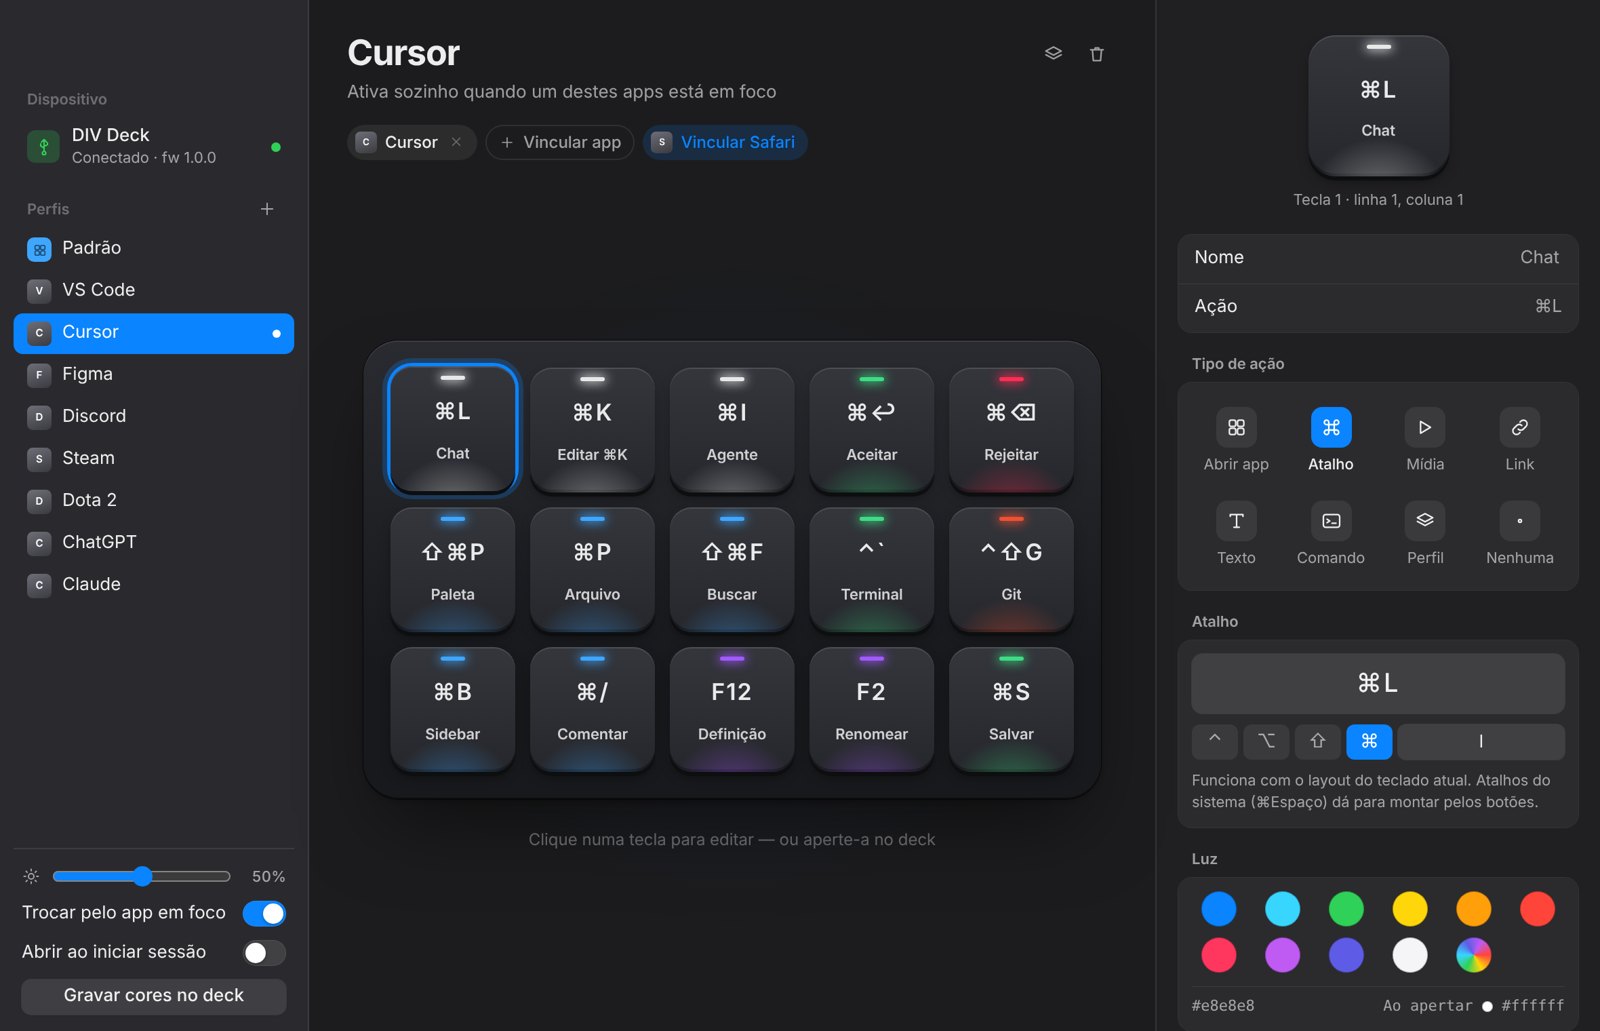 Dispositivo
DIV Deck
Conectado · fw 1.0.0
Perfis
Padrão
V VS Code
C Cursor
F Figma
D Discord
S Steam
D Dota 2
C ChatGPT
C Claude
50%
Trocar pelo app em foco
Abrir ao iniciar sessão
Gravar cores no deck
Cursor
Ativa sozinho quando um destes apps está em foco
C Cursor × + Vincular app S Vincular Safari
⌘L ⌘K ⌘I ⌘↩ ⌘⌫
Chat Editar ⌘K Agente Aceitar Rejeitar
⇧⌘P ⌘P ⇧⌘F ^` ^⇧G
Paleta Arquivo Buscar Terminal Git
⌘B ⌘/ F12 F2 ⌘S
Sidebar Comentar Definição Renomear Salvar
Clique numa tecla para editar — ou aperte-a no deck
⌘L
Chat
Tecla 1 · linha 1, coluna 1
Nome Chat
Ação ⌘L
Tipo de ação
Abrir app Atalho Mídia Link
Texto Comando Perfil Nenhuma
Atalho
⌘L
^ ⌥ ⇧ ⌘ l
Funciona com o layout do teclado atual. Atalhos do
sistema (⌘Espaço) dá para montar pelos botões.
Luz
#e8e8e8 Ao apertar #ffffff